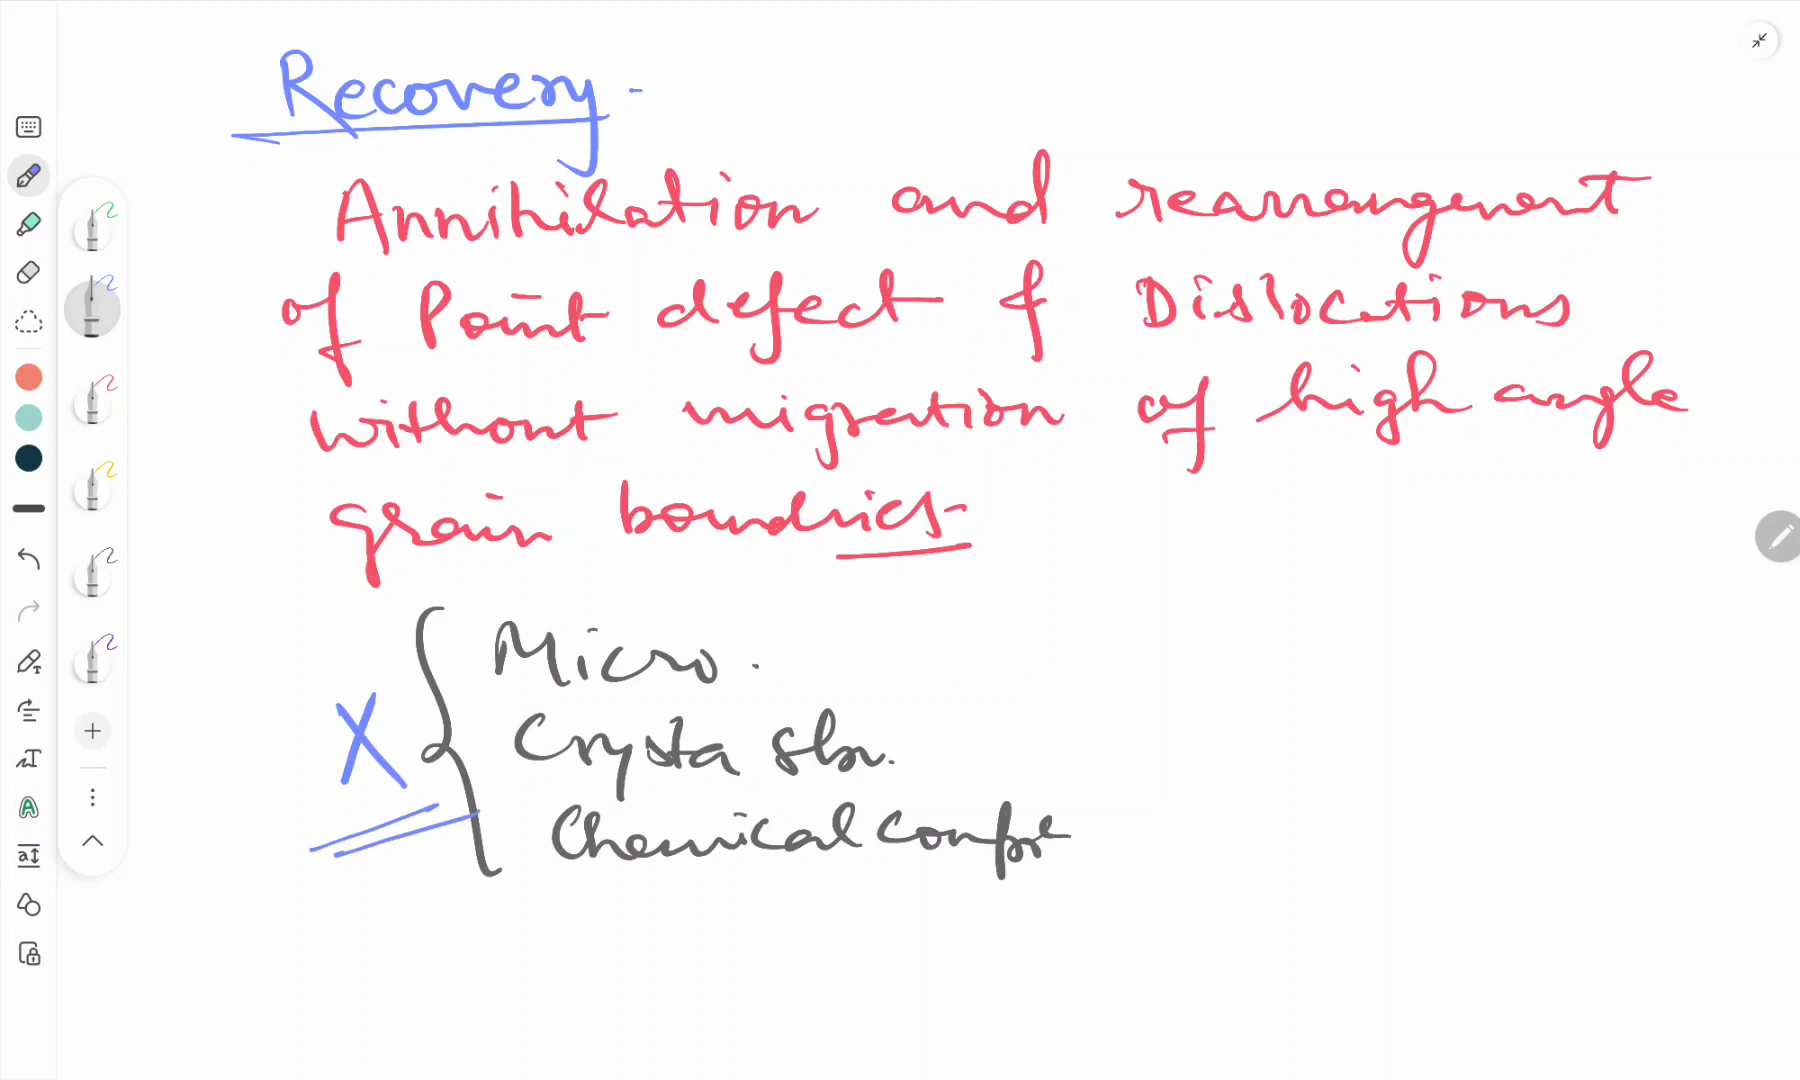 Recovery -
Annihilation and rearrangement
of Point defect & Dislocations
without migration of high angle
grain boundries -
Micro.
X
Crysta str.
Chemical comp